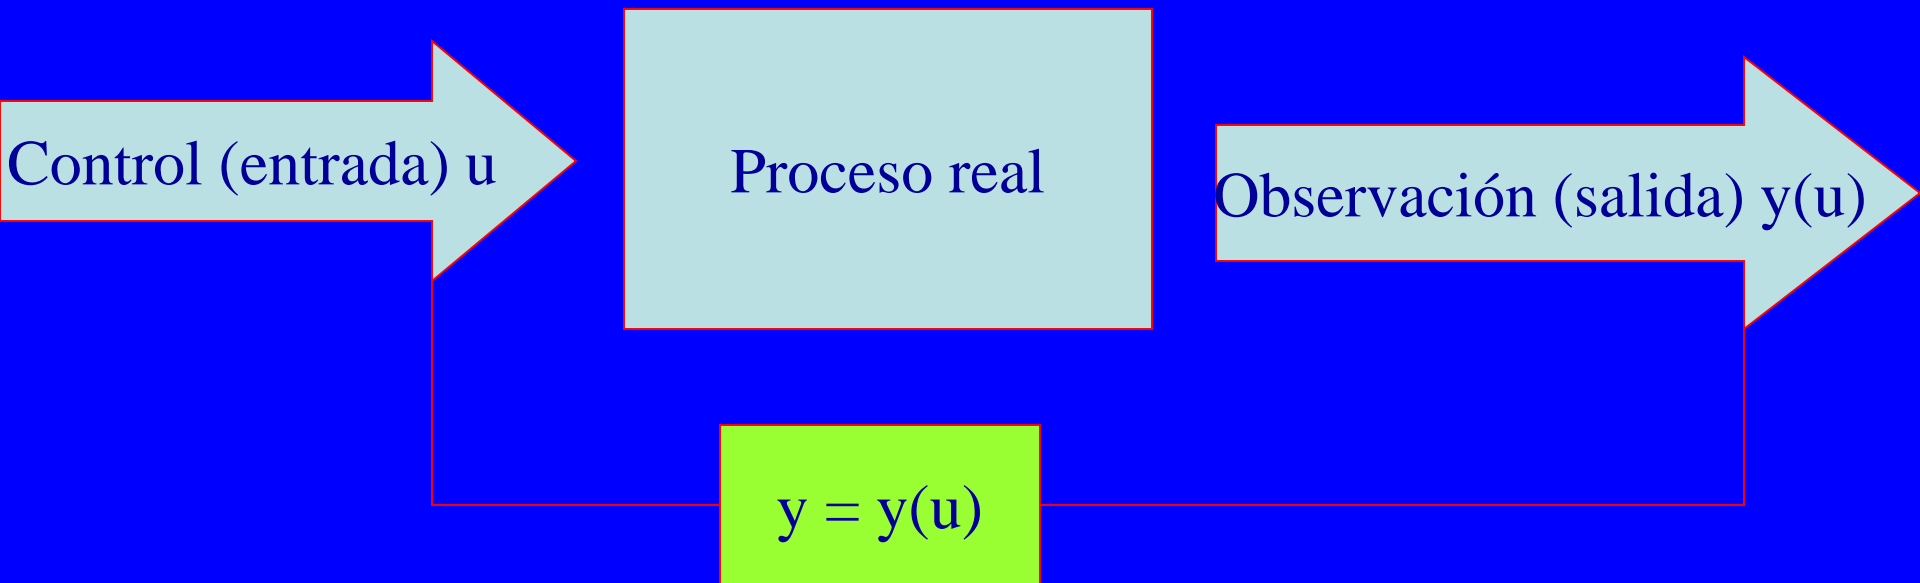 Control (entrada) u
Proceso real
Observación (salida) y(u)
y = y(u)